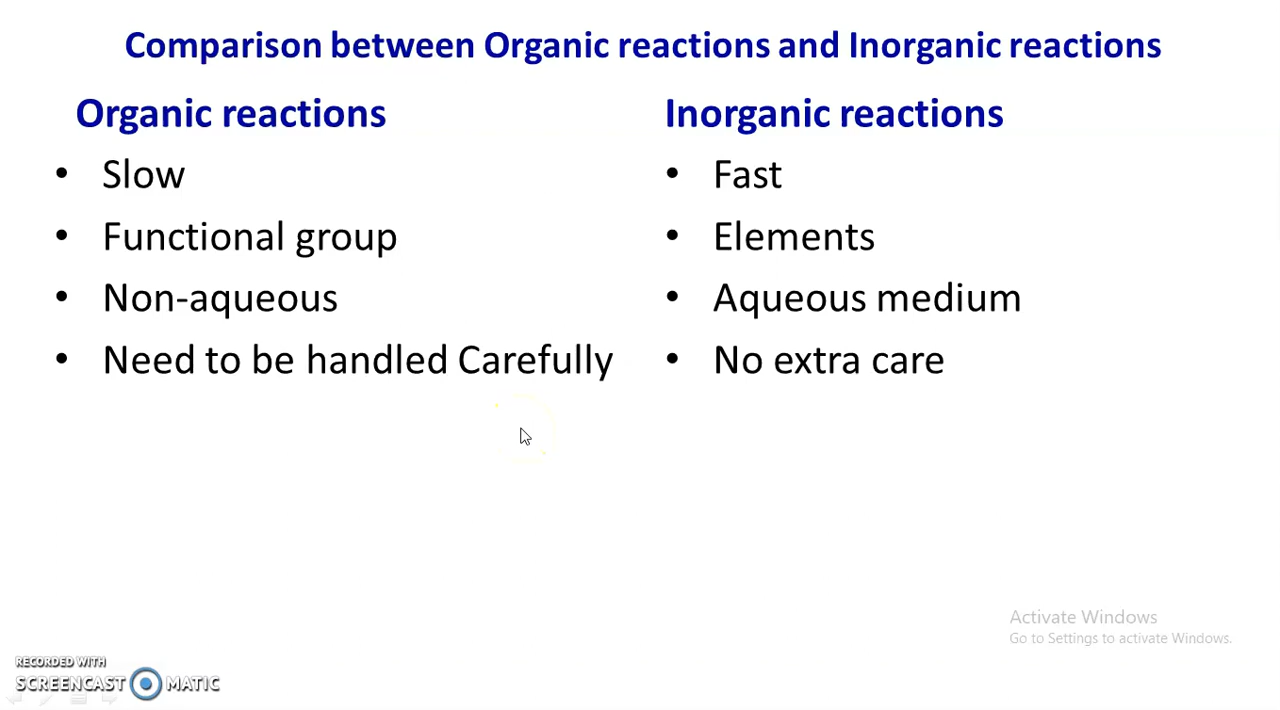 Comparison between Organic reactions and Inorganic reactions
Organic reactions
• Slow
• Functional group
• Non-aqueous
• Need to be handled Carefully
Inorganic reactions
• Fast
• Elements
• Aqueous medium
• No extra care
Activate Windows
Go to Settings to activate Windows.
RECORDED WITH
SCREENCAST MATIC